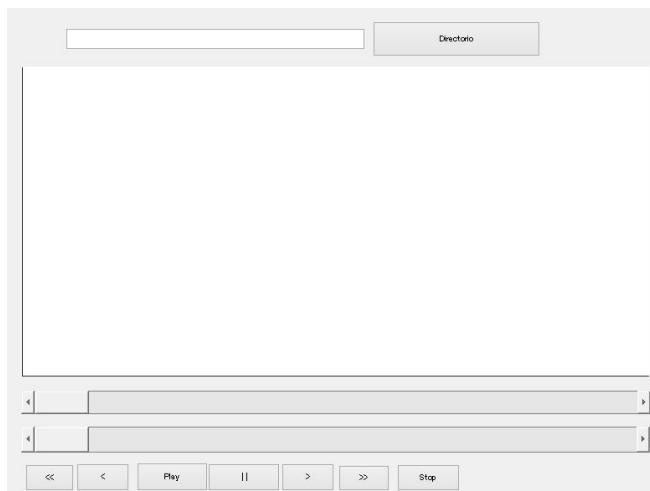 Directorio
<< < Play || > >> Stop